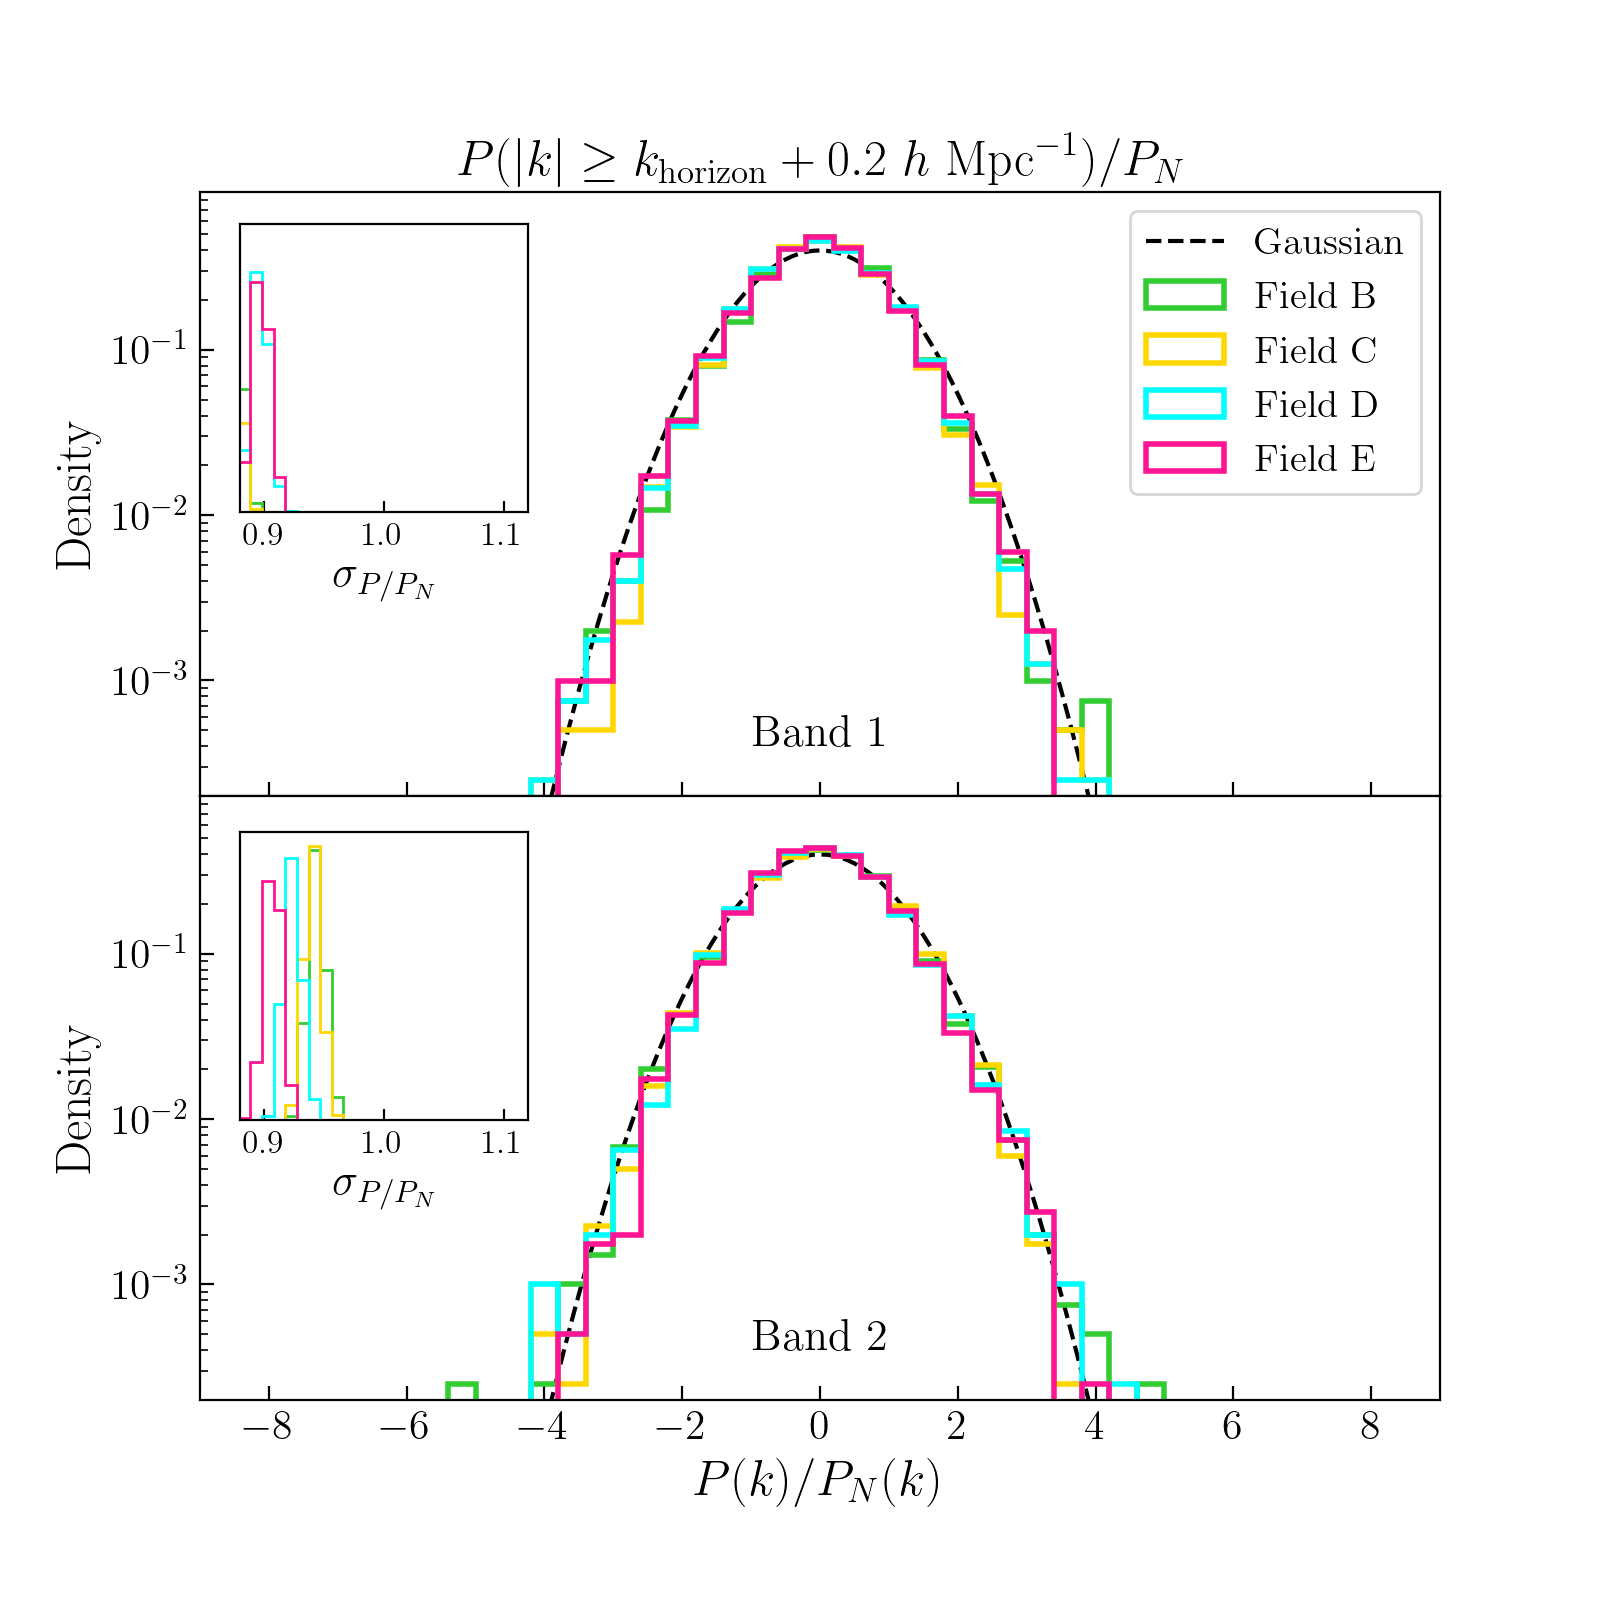 P(|k| ≥ k_horizon + 0.2 h Mpc⁻¹)/P_N
Density
10⁻¹
10⁻²
10⁻³
0.9 1.0 1.1
σ_{P/P_N}
Gaussian
Field B
Field C
Field D
Field E
Band 1
Density
10⁻¹
10⁻²
10⁻³
0.9 1.0 1.1
σ_{P/P_N}
Band 2
−8 −6 −4 −2 0 2 4 6 8
P(k)/P_N(k)